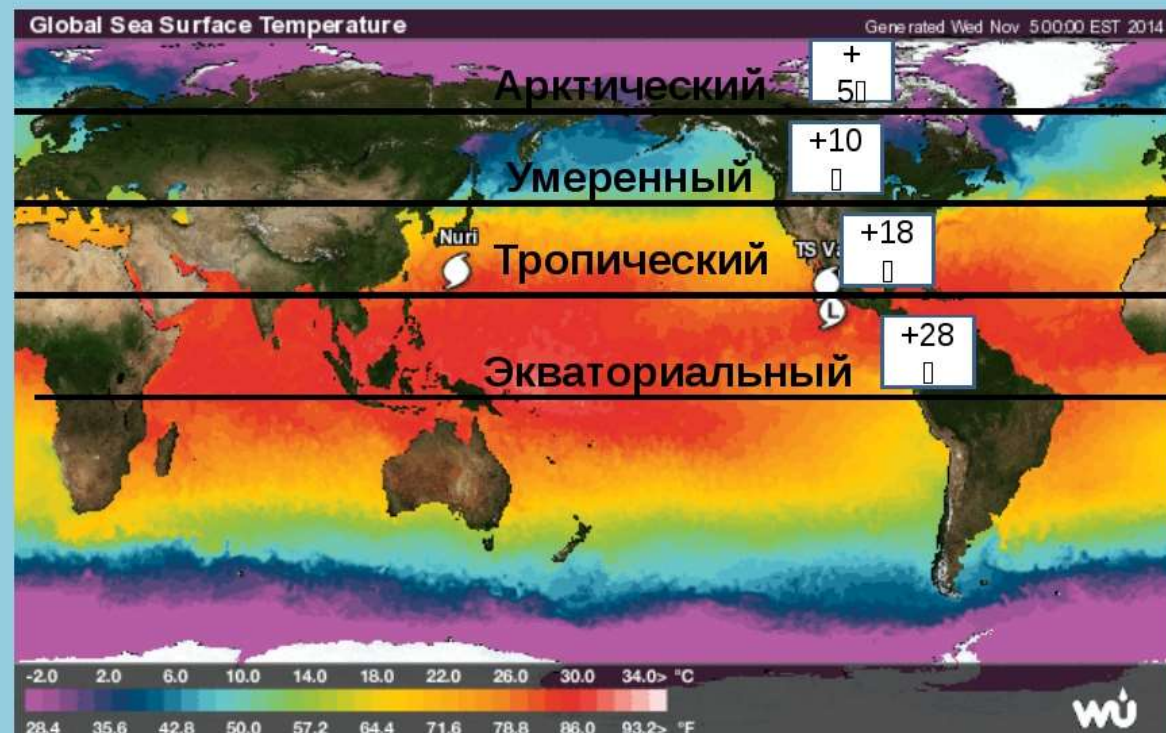 Global Sea Surface Temperature
Generated Wed Nov 5 00:00 EST 2014
Арктический
+
5▯
+10
▯
Умеренный
Nuri
Тропический
TS Va
+18
▯
L
+28
▯
Экваториальный
-2.0 2.0 6.0 10.0 14.0 18.0 22.0 26.0 30.0 34.0> °C
28.4 35.6 42.8 50.0 57.2 64.4 71.6 78.8 86.0 93.2> °F
wu